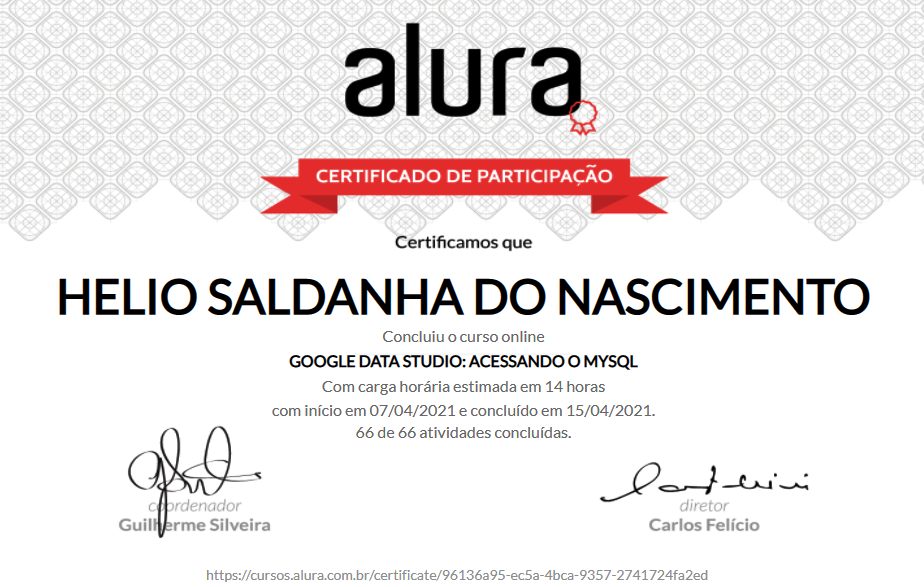 alura
CERTIFICADO DE PARTICIPAÇÃO
Certificamos que
HELIO SALDANHA DO NASCIMENTO
Concluiu o curso online
GOOGLE DATA STUDIO: ACESSANDO O MYSQL
Com carga horária estimada em 14 horas
com início em 07/04/2021 e concluído em 15/04/2021.
66 de 66 atividades concluídas.
coordenador
Guilherme Silveira
diretor
Carlos Felício
https://cursos.alura.com.br/certificate/96136a95-ec5a-4bca-9357-2741724fa2ed